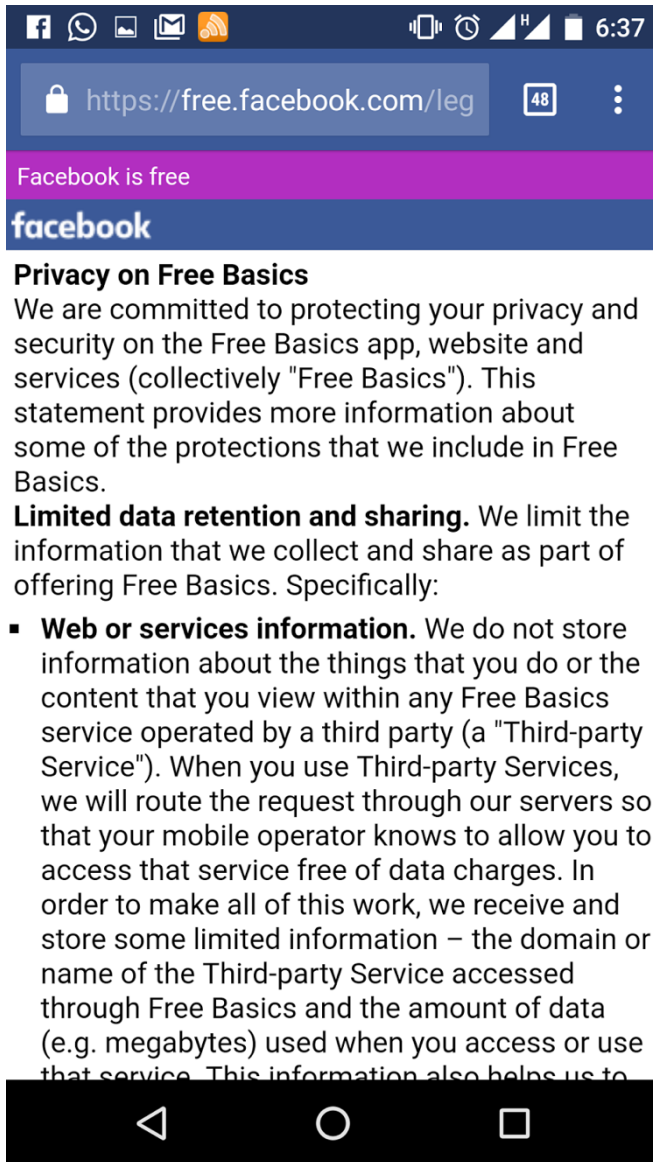 H
6:37
https://free.facebook.com/leg
48
Facebook is free
facebook
Privacy on Free Basics
We are committed to protecting your privacy and
security on the Free Basics app, website and
services (collectively "Free Basics"). This
statement provides more information about
some of the protections that we include in Free
Basics.
Limited data retention and sharing. We limit the
information that we collect and share as part of
offering Free Basics. Specifically:
▪ Web or services information. We do not store
information about the things that you do or the
content that you view within any Free Basics
service operated by a third party (a "Third-party
Service"). When you use Third-party Services,
we will route the request through our servers so
that your mobile operator knows to allow you to
access that service free of data charges. In
order to make all of this work, we receive and
store some limited information – the domain or
name of the Third-party Service accessed
through Free Basics and the amount of data
(e.g. megabytes) used when you access or use
that service. This information also helps us to